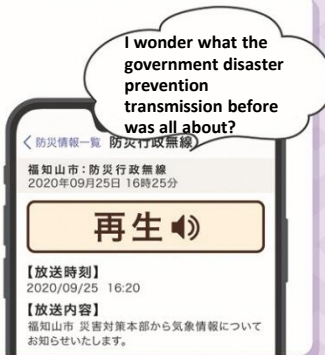 I wonder what the
government disaster
prevention
transmission before
was all about?
防災情報一覧 防災行政無線
福知山市:防災行政無線
2020年09月25日 16時25分
再生
【放送時刻】
2020/09/25 16:20
【放送内容】
福知山市 災害対策本部から気象情報について
お知らせいたします。